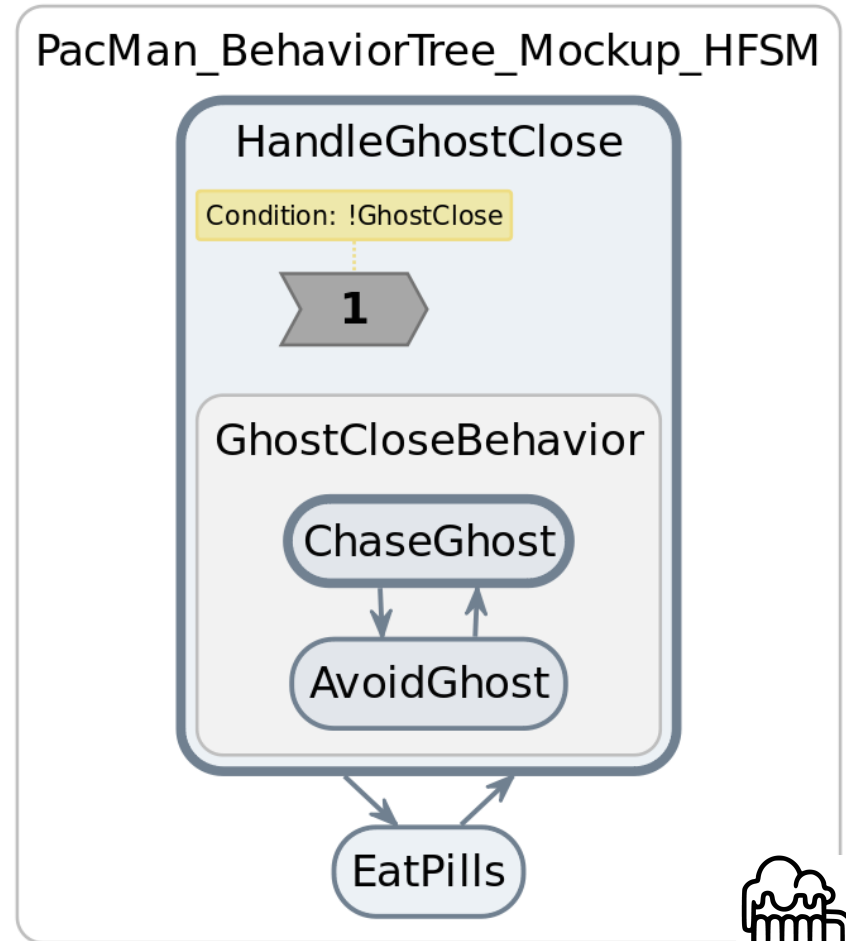 PacMan_BehaviorTree_Mockup_HFSM
HandleGhostClose
Condition: !GhostClose
1
GhostCloseBehavior
ChaseGhost
AvoidGhost
EatPills